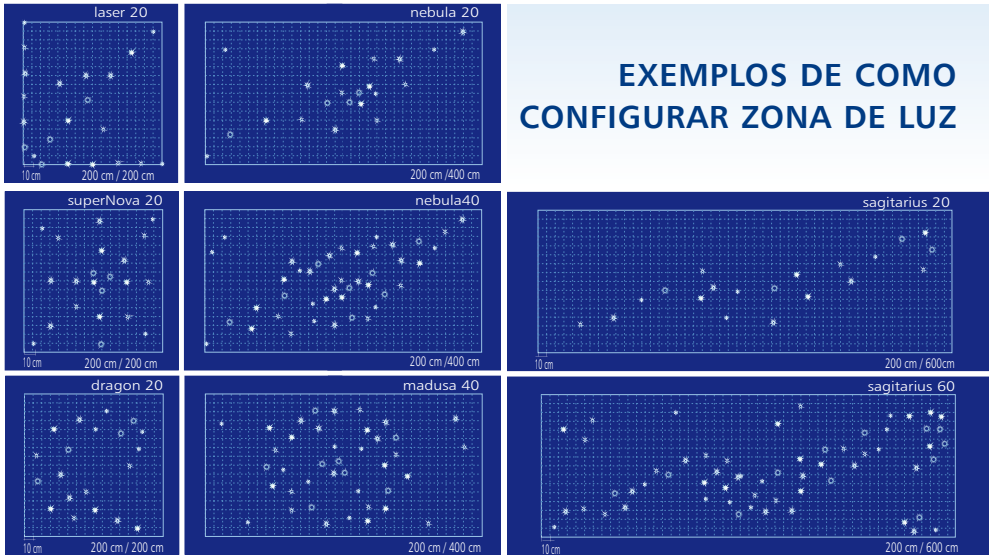 laser 20
10 cm
200 cm / 200 cm
nebula 20
200 cm /400 cm
EXEMPLOS DE COMO
CONFIGURAR ZONA DE LUZ
superNova 20
10 cm
200 cm / 200 cm
nebula40
200 cm /400 cm
sagitarius 20
10 cm
200 cm / 600cm
dragon 20
10 cm
200 cm / 200 cm
madusa 40
200 cm / 400 cm
sagitarius 60
10 cm
200 cm / 600 cm